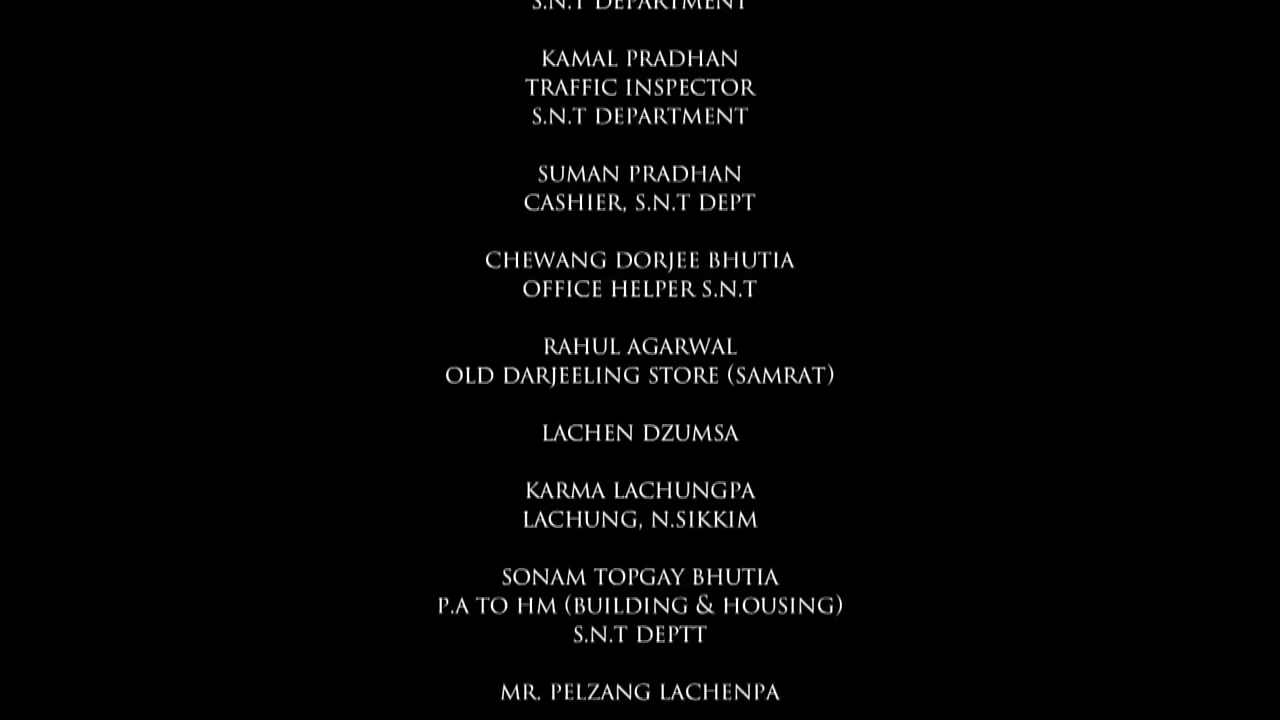 S.N.T DEPARTMENT
KAMAL PRADHAN
TRAFFIC INSPECTOR
S.N.T DEPARTMENT
SUMAN PRADHAN
CASHIER, S.N.T DEPT
CHEWANG DORJEE BHUTIA
OFFICE HELPER S.N.T
RAHUL AGARWAL
OLD DARJEELING STORE (SAMRAT)
LACHEN DZUMSA
KARMA LACHUNGPA
LACHUNG, N.SIKKIM
SONAM TOPGAY BHUTIA
P.A TO HM (BUILDING & HOUSING)
S.N.T DEPTT
MR. PELZANG LACHENPA